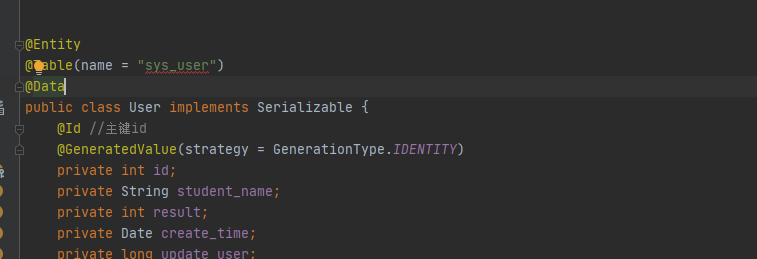 @Entity
@Table(name = "sys_user")
@Data
public class User implements Serializable {
@Id //主键id
@GeneratedValue(strategy = GenerationType.IDENTITY)
private int id;
private String student_name;
private int result;
private Date create_time;
private long update_user;